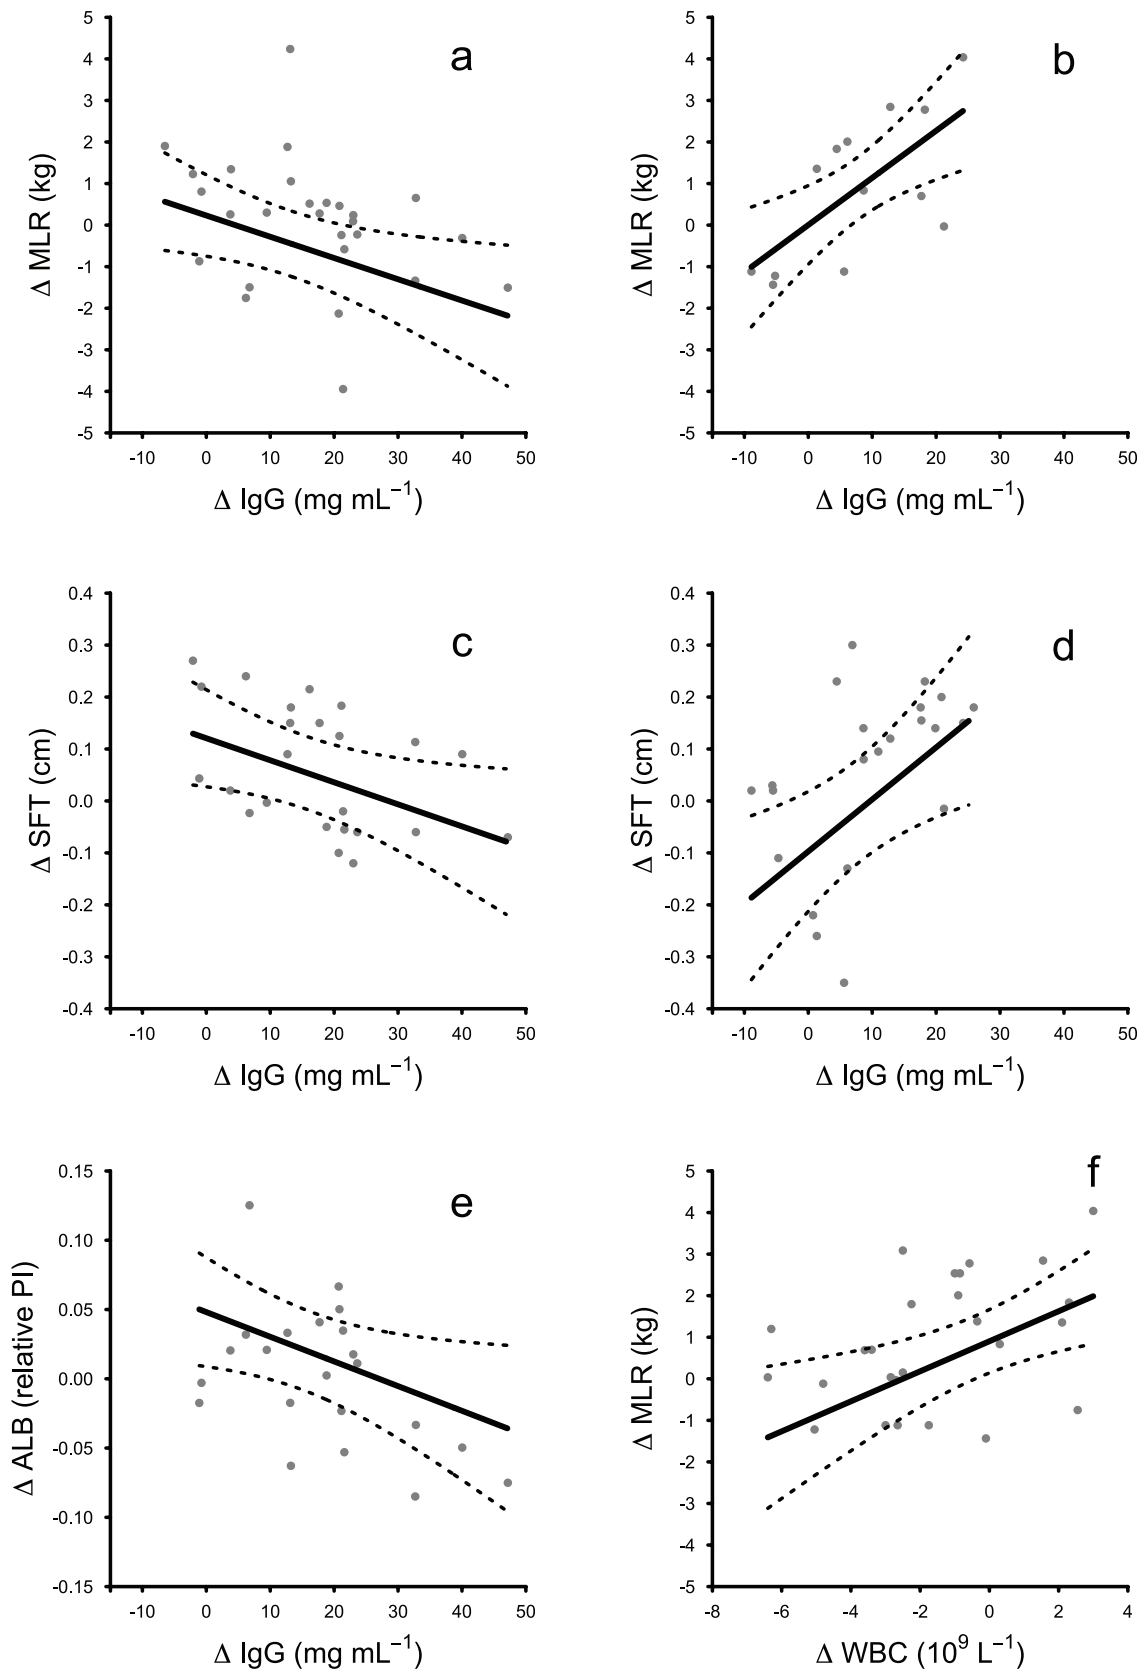 a
5
4
3
2
1
0
-1
-2
-3
-4
-5
Δ MLR (kg)
-10 0 10 20 30 40 50
Δ IgG (mg mL⁻¹)
b
5
4
3
2
1
0
-1
-2
-3
-4
-5
Δ MLR (kg)
-10 0 10 20 30 40 50
Δ IgG (mg mL⁻¹)
c
0.4
0.3
0.2
0.1
0.0
-0.1
-0.2
-0.3
-0.4
Δ SFT (cm)
-10 0 10 20 30 40 50
Δ IgG (mg mL⁻¹)
d
0.4
0.3
0.2
0.1
0.0
-0.1
-0.2
-0.3
-0.4
Δ SFT (cm)
-10 0 10 20 30 40 50
Δ IgG (mg mL⁻¹)
e
0.15
0.10
0.05
0.00
-0.05
-0.10
-0.15
Δ ALB (relative PI)
-10 0 10 20 30 40 50
Δ IgG (mg mL⁻¹)
f
5
4
3
2
1
0
-1
-2
-3
-4
-5
Δ MLR (kg)
-8 -6 -4 -2 0 2 4
Δ WBC (10⁹ L⁻¹)